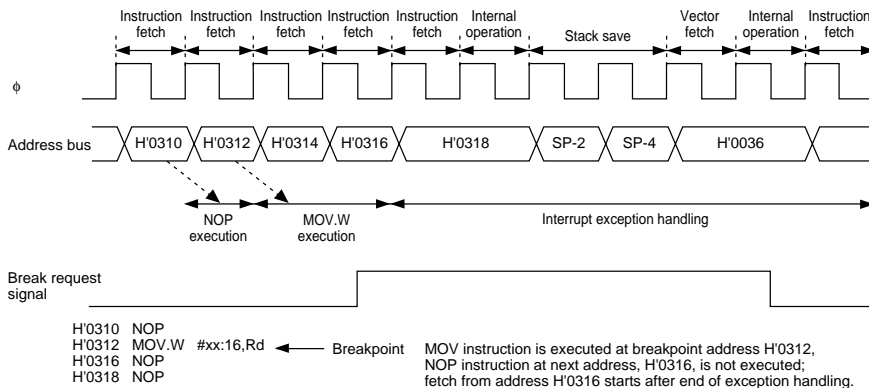 Instruction fetch
Instruction fetch
Instruction fetch
Instruction fetch
Instruction fetch
Internal operation
Stack save
Vector fetch
Internal operation
Instruction fetch
φ
Address bus
H'0310
H'0312
H'0314
H'0316
H'0318
SP-2
SP-4
H'0036
NOP execution
MOV.W execution
Interrupt exception handling
Break request signal
H'0310 NOP
H'0312 MOV.W #xx:16,Rd
H'0316 NOP
H'0318 NOP
Breakpoint
MOV instruction is executed at breakpoint address H'0312,
NOP instruction at next address, H'0316, is not executed;
fetch from address H'0316 starts after end of exception handling.